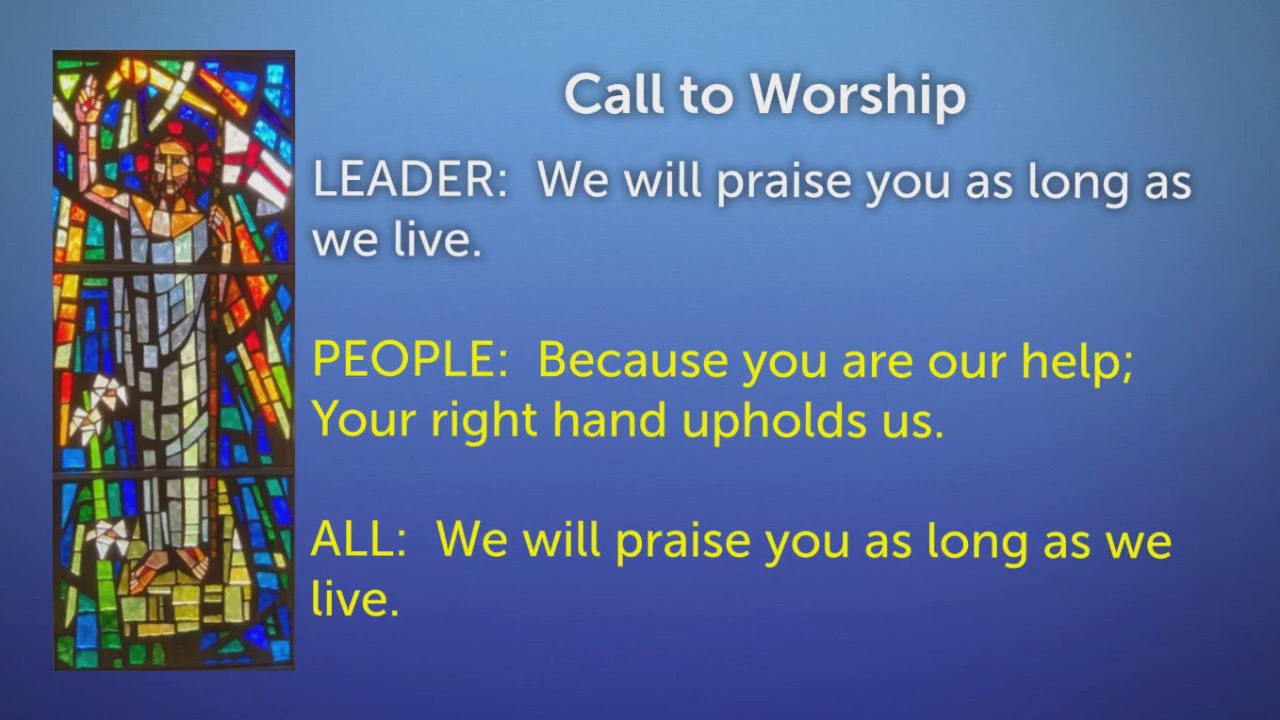 Call to Worship
LEADER:  We will praise you as long as
we live.
PEOPLE:  Because you are our help;
Your right hand upholds us.
ALL:  We will praise you as long as we
live.